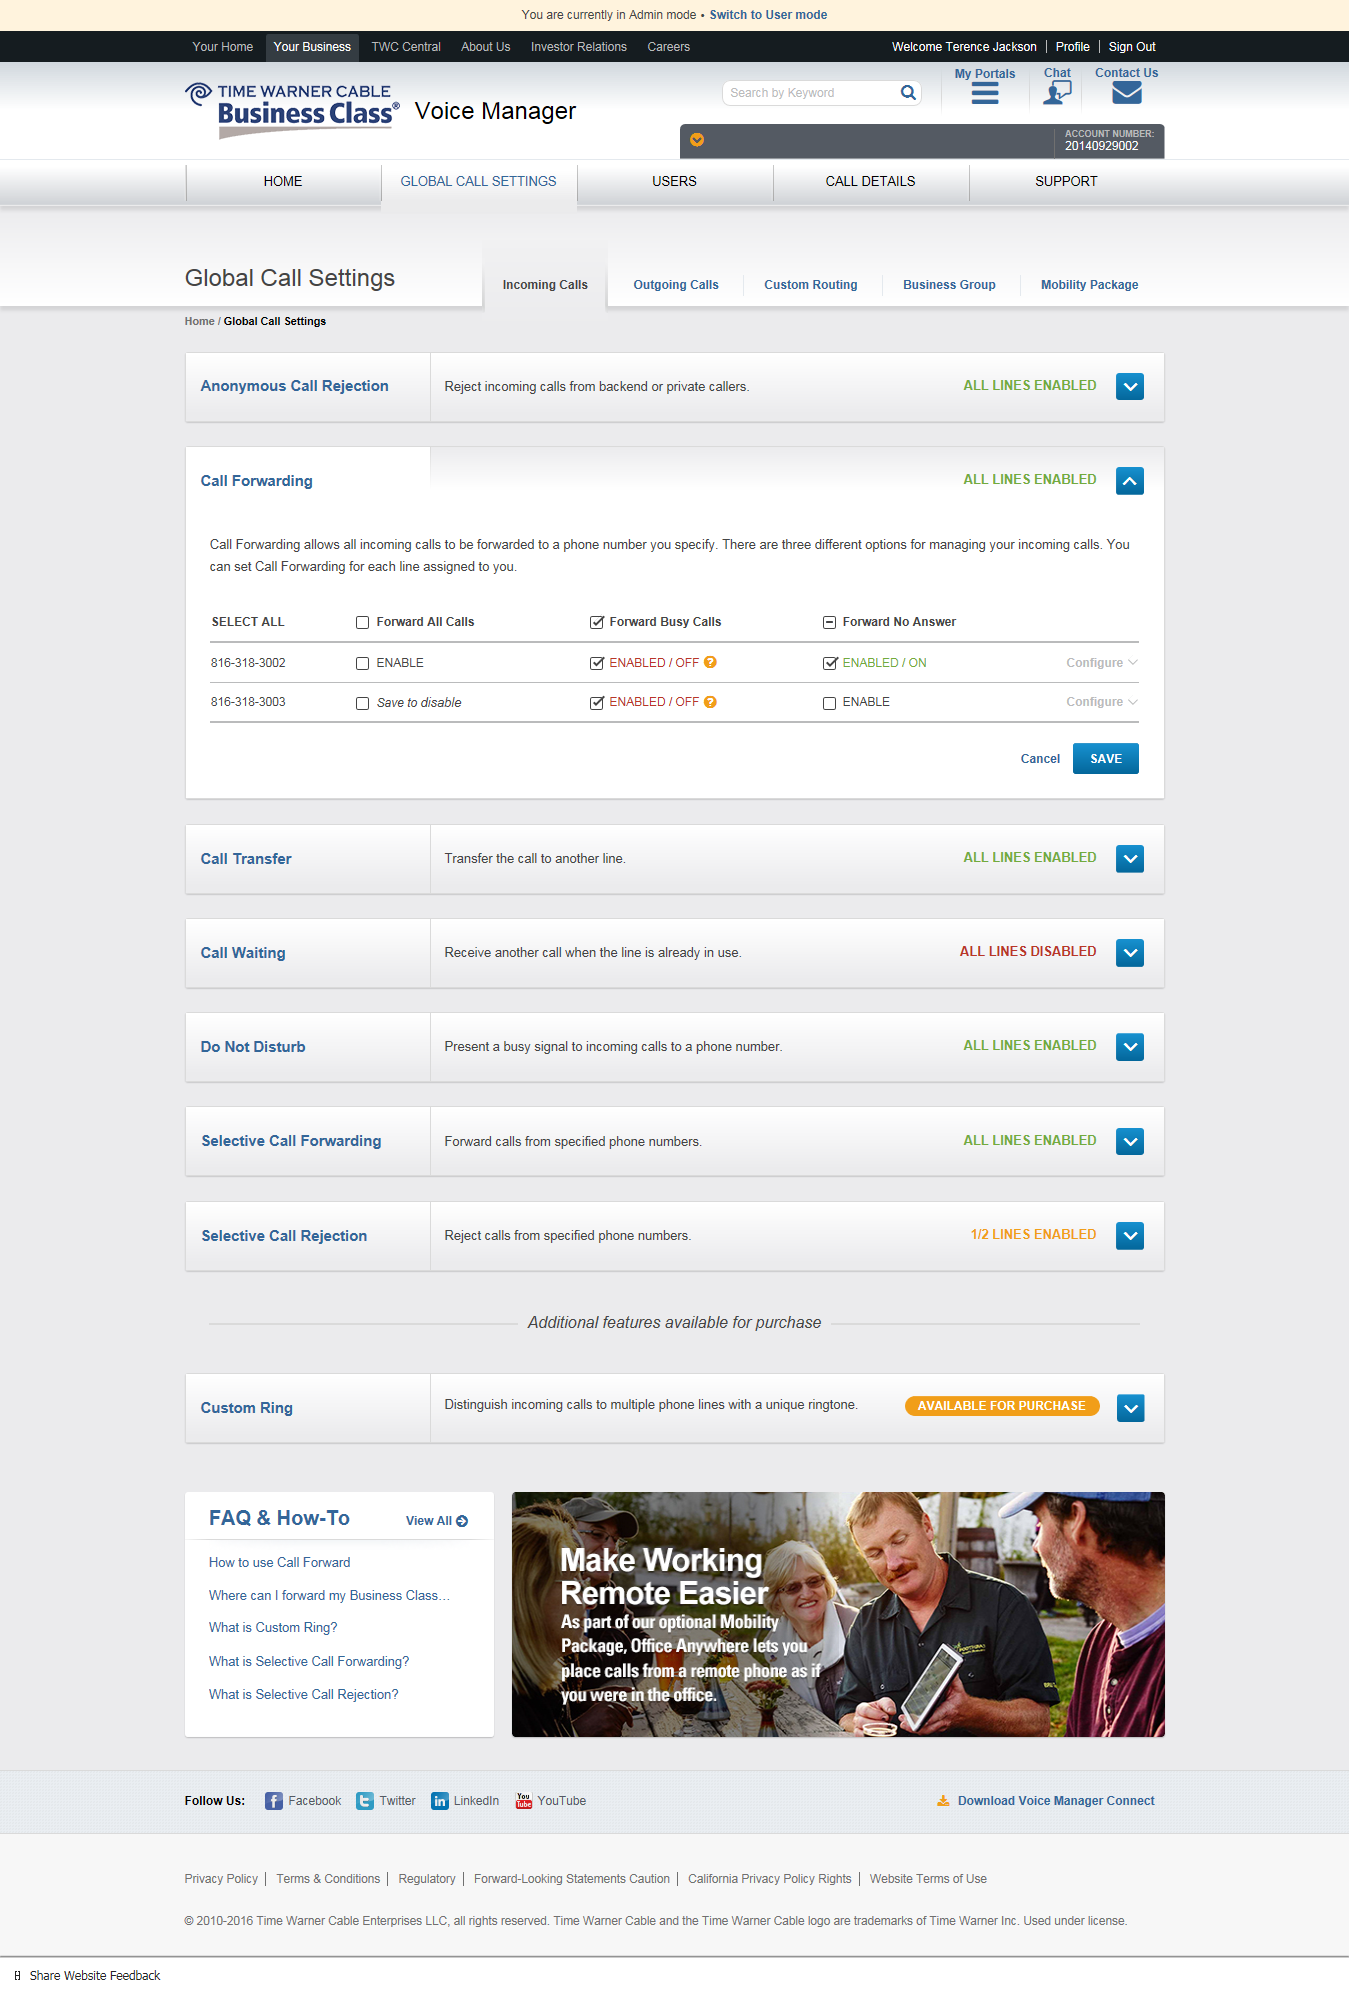 You are currently in Admin mode • Switch to User mode
Your Home Your Business TWC Central About Us Investor Relations Careers Welcome Terence Jackson Profile Sign Out
TIME WARNER CABLE
Business Class® Voice Manager
Search by Keyword
My Portals Chat Contact Us
ACCOUNT NUMBER:
20140929002
HOME GLOBAL CALL SETTINGS USERS CALL DETAILS SUPPORT
Global Call Settings
Incoming Calls Outgoing Calls Custom Routing Business Group Mobility Package
Home / Global Call Settings
Anonymous Call Rejection Reject incoming calls from backend or private callers. ALL LINES ENABLED
Call Forwarding ALL LINES ENABLED
Call Forwarding allows all incoming calls to be forwarded to a phone number you specify. There are three different options for managing your incoming calls. You
can set Call Forwarding for each line assigned to you.
SELECT ALL Forward All Calls Forward Busy Calls Forward No Answer
816-318-3002 ENABLE ENABLED / OFF ? ENABLED / ON Configure
816-318-3003 Save to disable ENABLED / OFF ? ENABLE Configure
Cancel SAVE
Call Transfer Transfer the call to another line. ALL LINES ENABLED
Call Waiting Receive another call when the line is already in use. ALL LINES DISABLED
Do Not Disturb Present a busy signal to incoming calls to a phone number. ALL LINES ENABLED
Selective Call Forwarding Forward calls from specified phone numbers. ALL LINES ENABLED
Selective Call Rejection Reject calls from specified phone numbers. 1/2 LINES ENABLED
Additional features available for purchase
Custom Ring Distinguish incoming calls to multiple phone lines with a unique ringtone. AVAILABLE FOR PURCHASE
FAQ & How-To View All
How to use Call Forward
Where can I forward my Business Class...
What is Custom Ring?
What is Selective Call Forwarding?
What is Selective Call Rejection?
Make Working
Remote Easier
As part of our optional Mobility
Package, Office Anywhere lets you
place calls from a remote phone as if
you were in the office.
Follow Us: Facebook Twitter LinkedIn You Tube YouTube Download Voice Manager Connect
Privacy Policy Terms & Conditions Regulatory Forward-Looking Statements Caution California Privacy Policy Rights Website Terms of Use
© 2010-2016 Time Warner Cable Enterprises LLC, all rights reserved. Time Warner Cable and the Time Warner Cable logo are trademarks of Time Warner Inc. Used under license.
Share Website Feedback